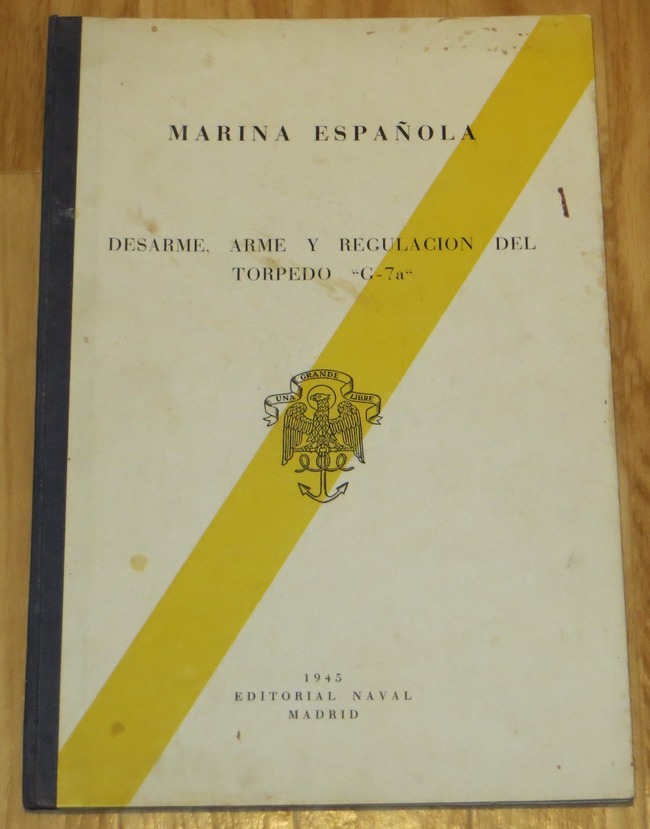 MARINA ESPAÑOLA
DESARME, ARME Y REGULACION DEL
TORPEDO “G-7a“
UNA GRANDE LIBRE
1945
EDITORIAL NAVAL
MADRID